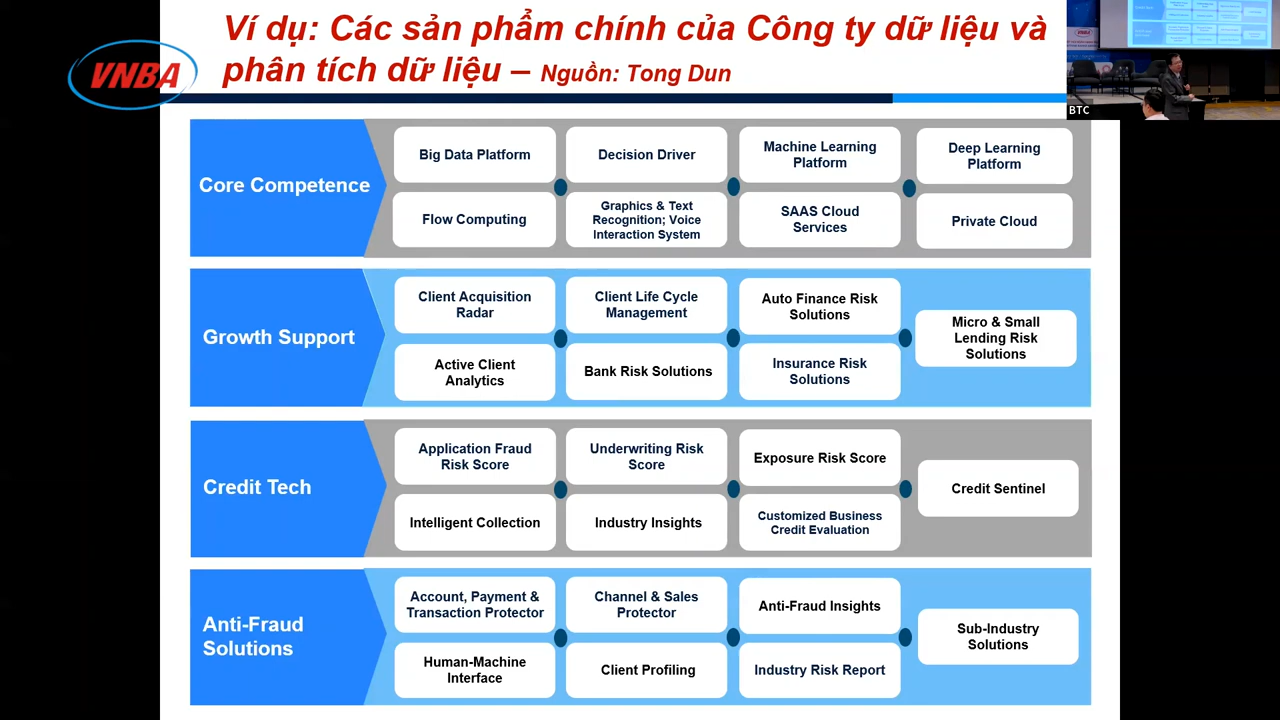 Ví dụ: Các sản phẩm chính của Công ty dữ liệu và
phân tích dữ liệu – Nguồn: Tong Dun
VNBA
BTC
Core Competence
Big Data Platform
Decision Driver
Machine Learning
Platform
Deep Learning
Platform
Flow Computing
Graphics & Text
Recognition; Voice
Interaction System
SAAS Cloud
Services
Private Cloud
Growth Support
Client Acquisition
Radar
Client Life Cycle
Management
Auto Finance Risk
Solutions
Micro & Small
Lending Risk
Solutions
Active Client
Analytics
Bank Risk Solutions
Insurance Risk
Solutions
Credit Tech
Application Fraud
Risk Score
Underwriting Risk
Score
Exposure Risk Score
Credit Sentinel
Intelligent Collection
Industry Insights
Customized Business
Credit Evaluation
Anti-Fraud
Solutions
Account, Payment &
Transaction Protector
Channel & Sales
Protector
Anti-Fraud Insights
Sub-Industry
Solutions
Human-Machine
Interface
Client Profiling
Industry Risk Report